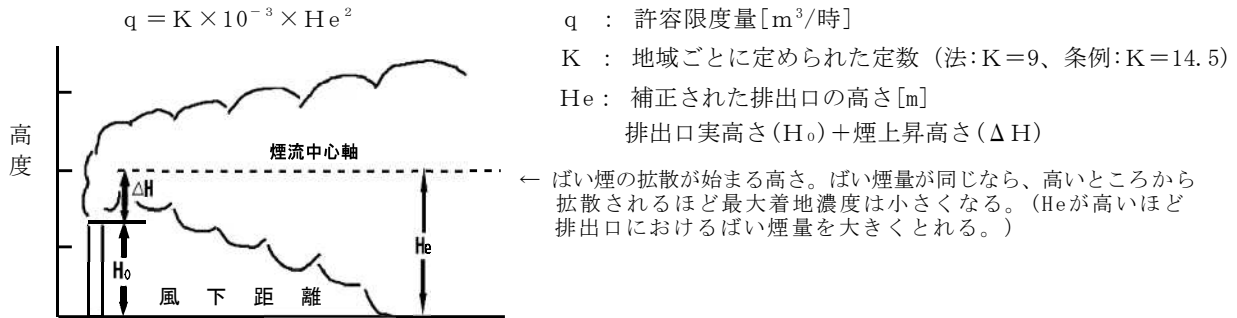 q＝K×10⁻³×He²
q ： 許容限度量[m³/時]
K ： 地域ごとに定められた定数（法:K＝9、条例:K＝14.5）
He： 補正された排出口の高さ[m]
排出口実高さ(H₀)＋煙上昇高さ(ΔH)
高度
煙流中心軸
△H
← ばい煙の拡散が始まる高さ。ばい煙量が同じなら、高いところから
拡散されるほど最大着地濃度は小さくなる。(Heが高いほど
排出口におけるばい煙量を大きくとれる。)
He
H₀
風下距離